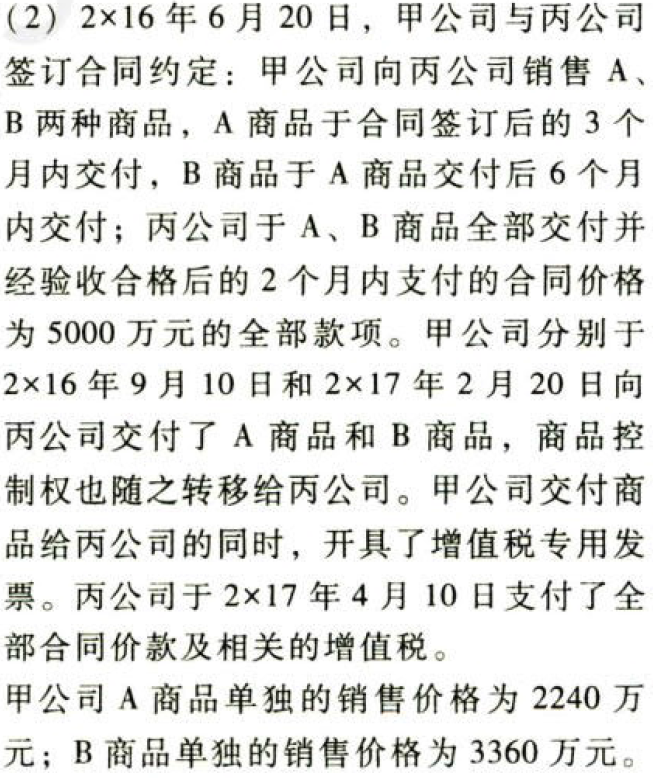 (2) 2×16 年 6 月 20 日，甲公司与丙公司
签订合同约定：甲公司向丙公司销售 A、
B 两种商品，A 商品于合同签订后的 3 个
月内交付，B 商品于 A 商品交付后 6 个月
内交付；丙公司于 A、B 商品全部交付并
经验收合格后的 2 个月内支付的合同价格
为 5000 万元的全部款项。甲公司分别于
2×16 年 9 月 10 日和 2×17 年 2 月 20 日向
丙公司交付了 A 商品和 B 商品，商品控
制权也随之转移给丙公司。甲公司交付商
品给丙公司的同时，开具了增值税专用发
票。丙公司于 2×17 年 4 月 10 日支付了全
部合同价款及相关的增值税。
甲公司 A 商品单独的销售价格为 2240 万
元；B 商品单独的销售价格为 3360 万元。